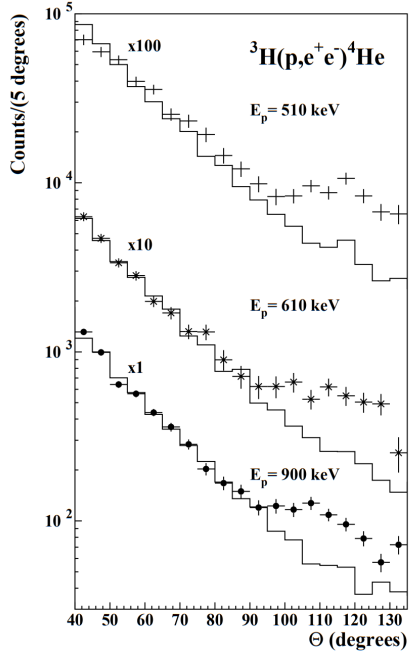 10^5
x100
^3H(p,e^+e^-)^4He
Counts/(5 degrees)
E_p= 510 keV
10^4
x10
E_p= 610 keV
10^3
x1
E_p= 900 keV
10^2
40 50 60 70 80 90 100 110 120 130
Θ (degrees)